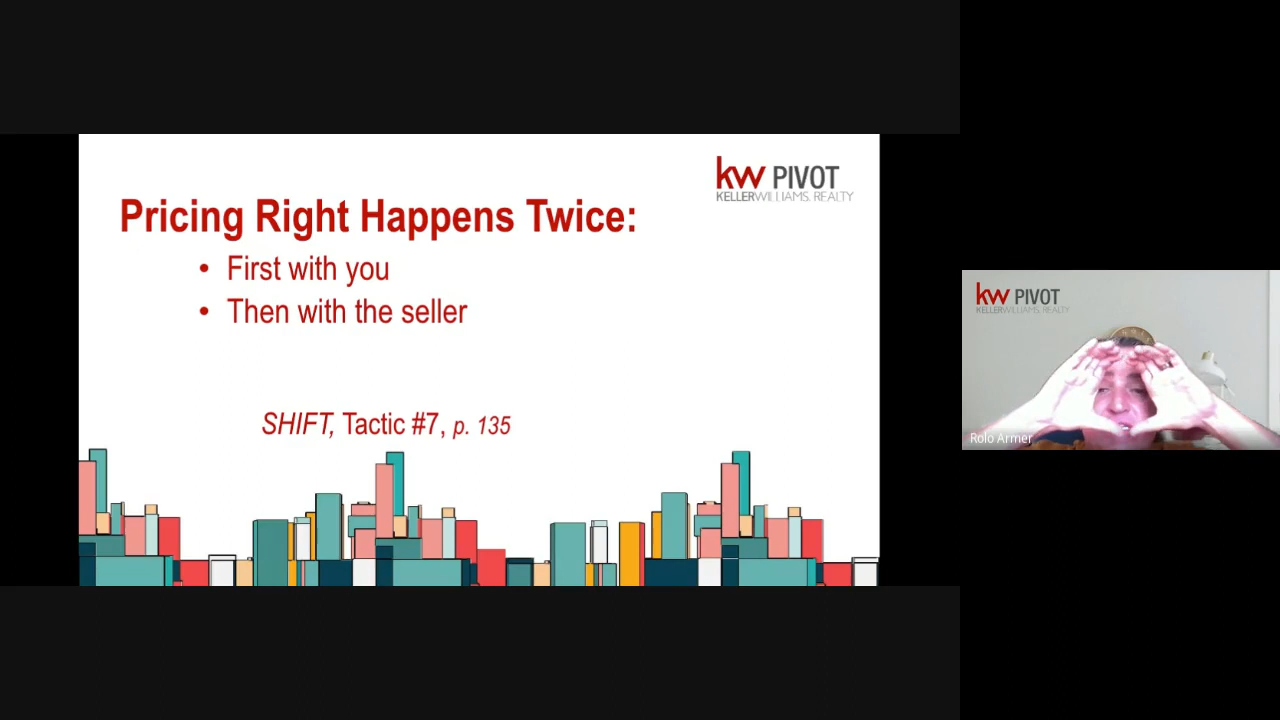 kw PIVOT
KELLERWILLIAMS. REALTY
Pricing Right Happens Twice:
• First with you
• Then with the seller
SHIFT, Tactic #7, p. 135
kw PIVOT
KELLERWILLIAMS. REALTY
Rolo Armer